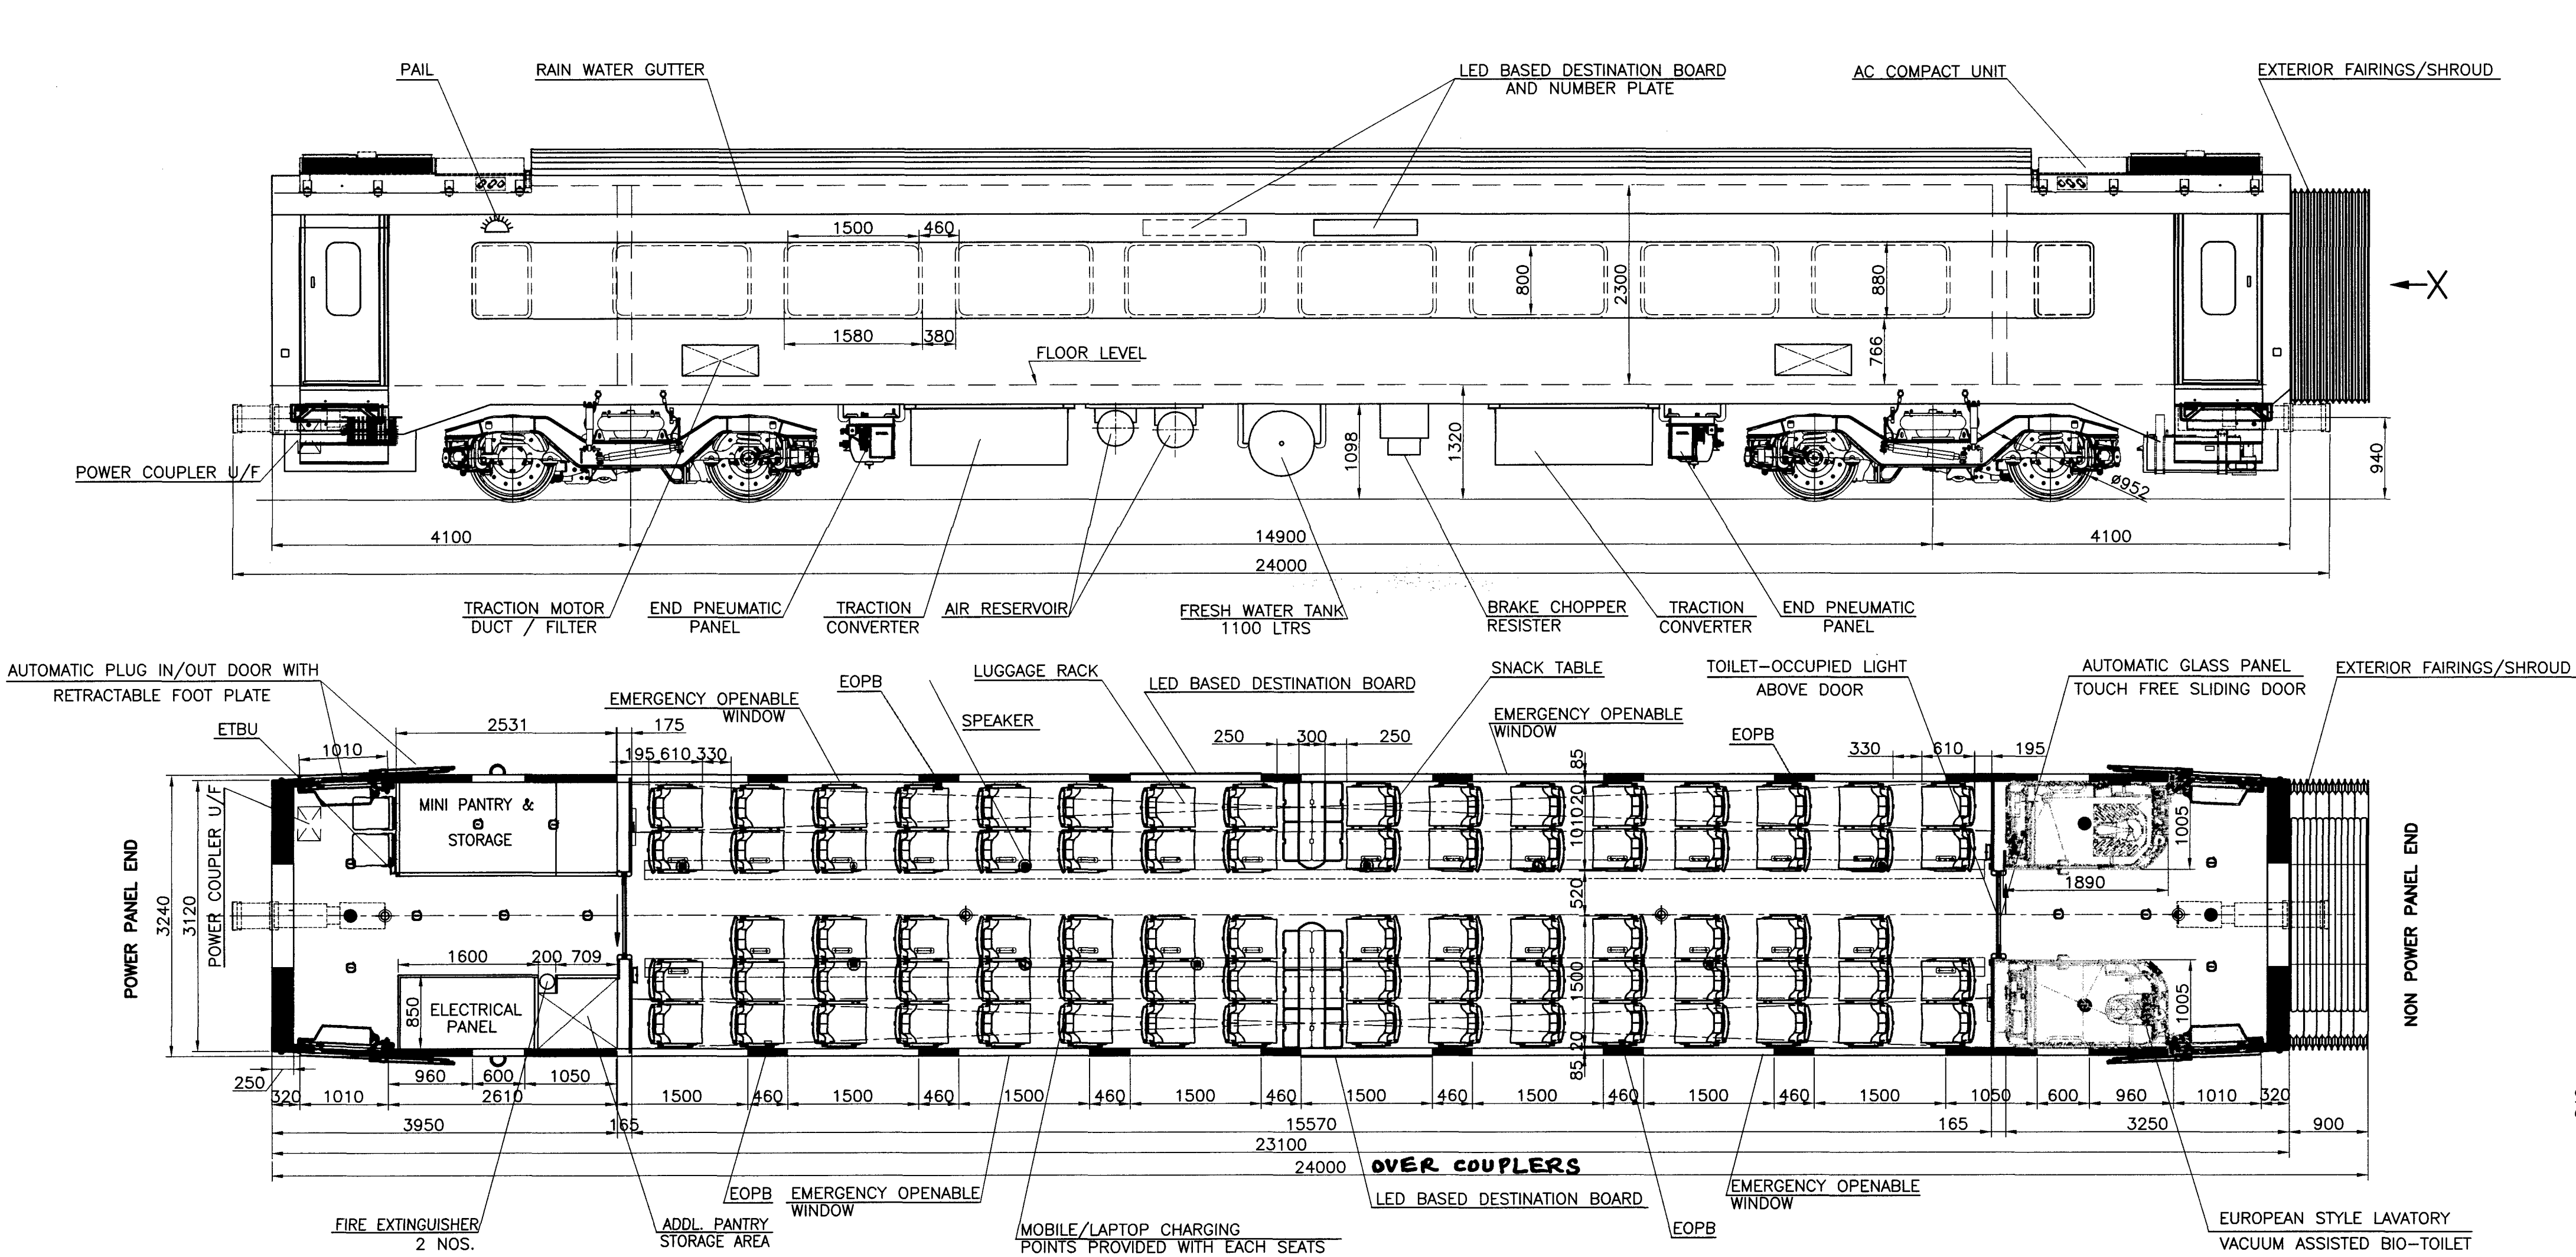 PAIL
RAIN WATER GUTTER
LED BASED DESTINATION BOARD
AND NUMBER PLATE
AC COMPACT UNIT
EXTERIOR FAIRINGS/SHROUD
1500
460
800
2300
880
X
1580
380
FLOOR LEVEL
766
POWER COUPLER U/F
1098
1320
940
ø952
4100
14900
4100
24000
TRACTION MOTOR
DUCT / FILTER
END PNEUMATIC
PANEL
TRACTION
CONVERTER
AIR RESERVOIR
FRESH WATER TANK
1100 LTRS
BRAKE CHOPPER
RESISTER
TRACTION
CONVERTER
END PNEUMATIC
PANEL
AUTOMATIC PLUG IN/OUT DOOR WITH
RETRACTABLE FOOT PLATE
ETBU
EMERGENCY OPENABLE
WINDOW
EOPB
LUGGAGE RACK
SPEAKER
LED BASED DESTINATION BOARD
SNACK TABLE
EMERGENCY OPENABLE
WINDOW
TOILET-OCCUPIED LIGHT
ABOVE DOOR
EOPB
AUTOMATIC GLASS PANEL
TOUCH FREE SLIDING DOOR
EXTERIOR FAIRINGS/SHROUD
2531
175
1010
195
610
330
250
300
250
330
610
195
85
POWER PANEL END
3240
3120
POWER COUPLER U/F
MINI PANTRY &
STORAGE
20
1010
520
1500
20
85
1005
1890
1005
NON POWER PANEL END
1600
200
709
850
ELECTRICAL
PANEL
250
960
600
1050
320
1010
2610
1500
460
1500
460
1500
460
1500
460
1500
460
1500
460
1500
460
1500
1050
600
960
1010
320
3950
165
15570
165
3250
900
23100
24000
OVER COUPLERS
FIRE EXTINGUISHER
2 NOS.
ADDL. PANTRY
STORAGE AREA
EOPB
EMERGENCY OPENABLE
WINDOW
MOBILE/LAPTOP CHARGING
POINTS PROVIDED WITH EACH SEATS
LED BASED DESTINATION BOARD
EOPB
EMERGENCY OPENABLE
WINDOW
EUROPEAN STYLE LAVATORY
VACUUM ASSISTED BIO-TOILET